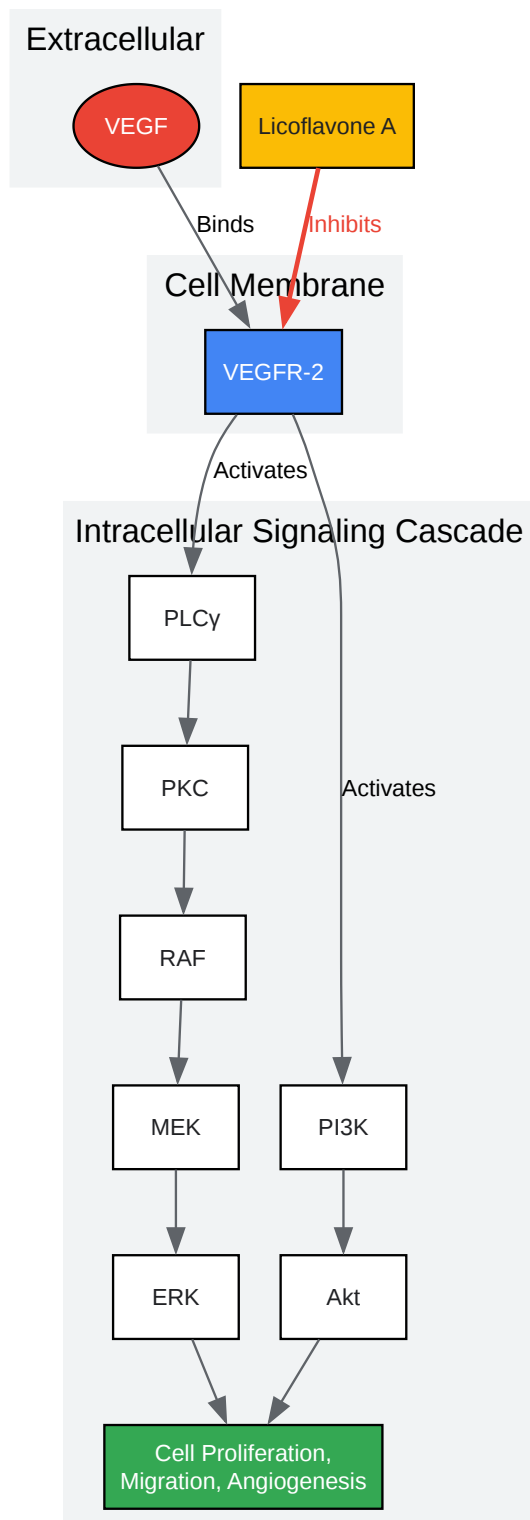 Extracellular
VEGF
Licoflavone A
Binds
Inhibits
Cell Membrane
VEGFR-2
Activates
Intracellular Signaling Cascade
PLCγ
PKC
Activates
RAF
MEK
PI3K
ERK
Akt
Cell Proliferation,
Migration, Angiogenesis